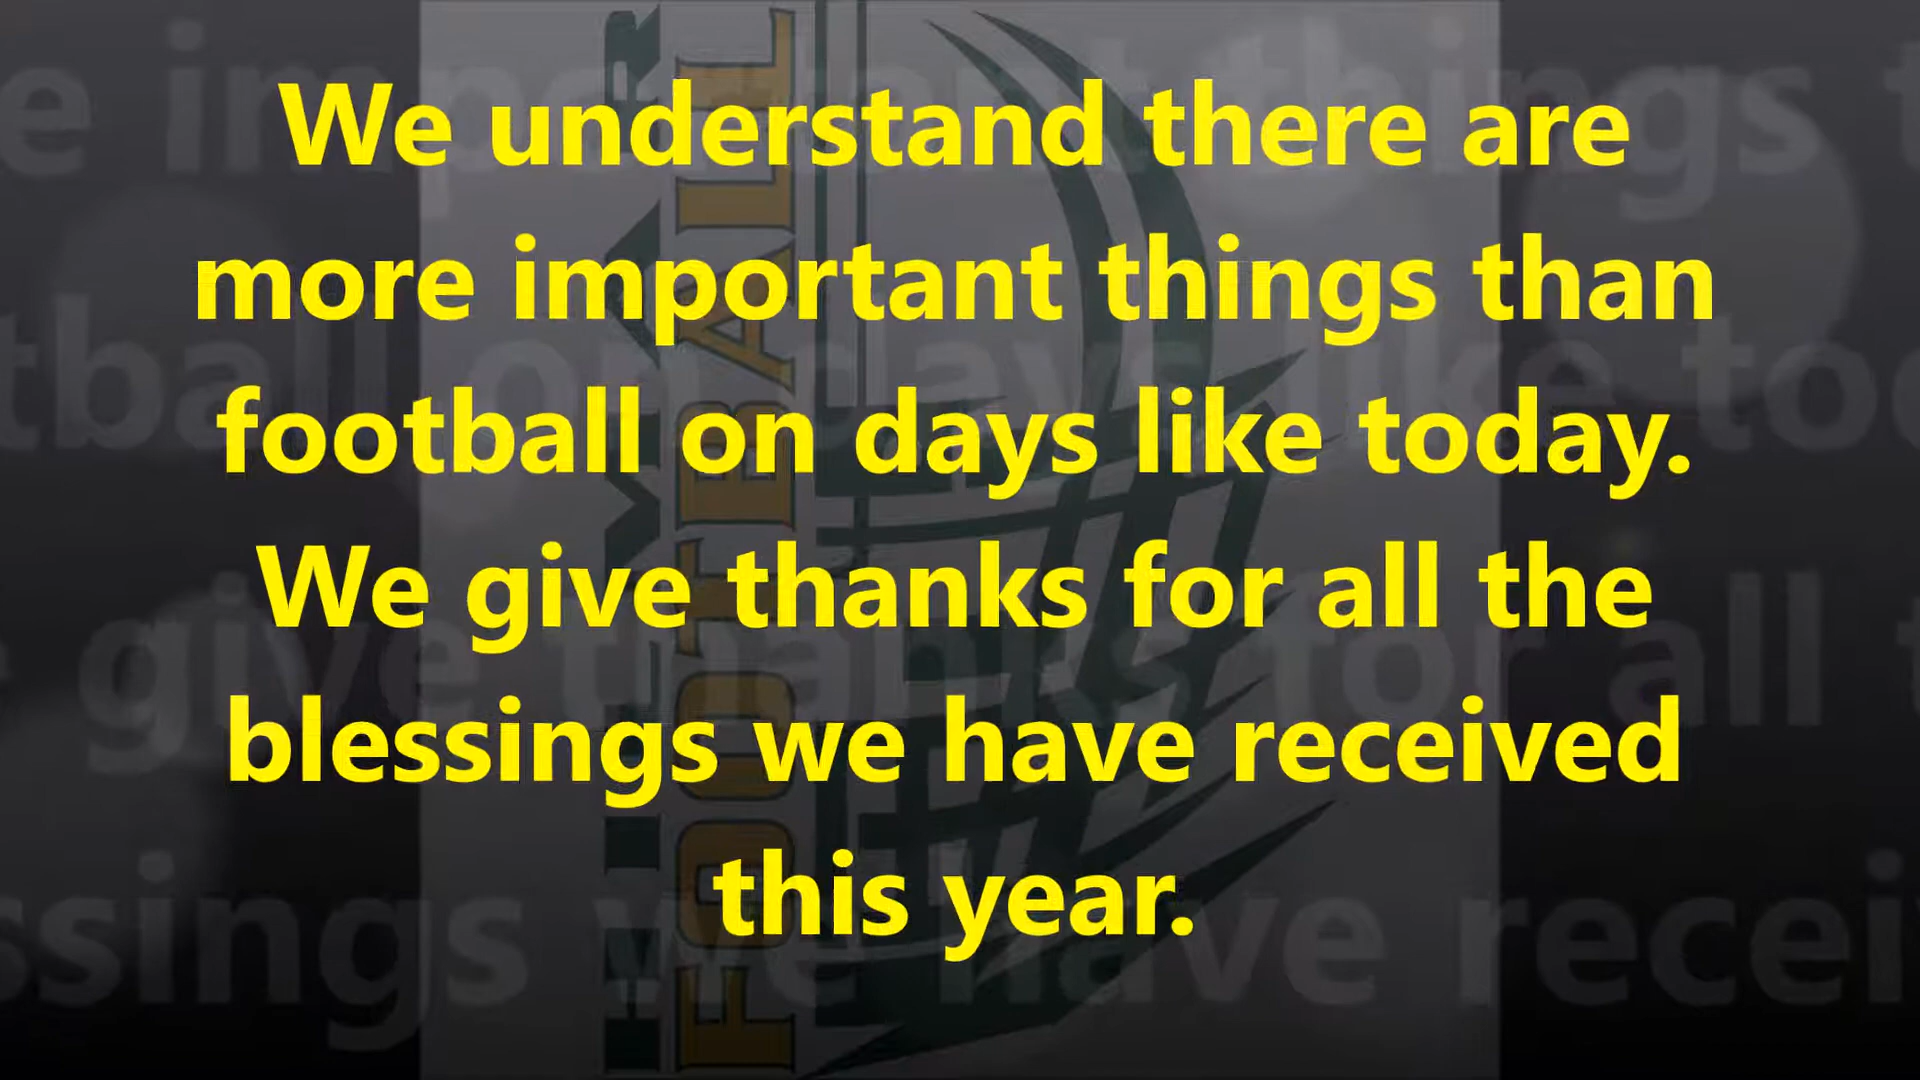 We understand there are
more important things than
football on days like today.
We give thanks for all the
blessings we have received
this year.
FOOTBALL